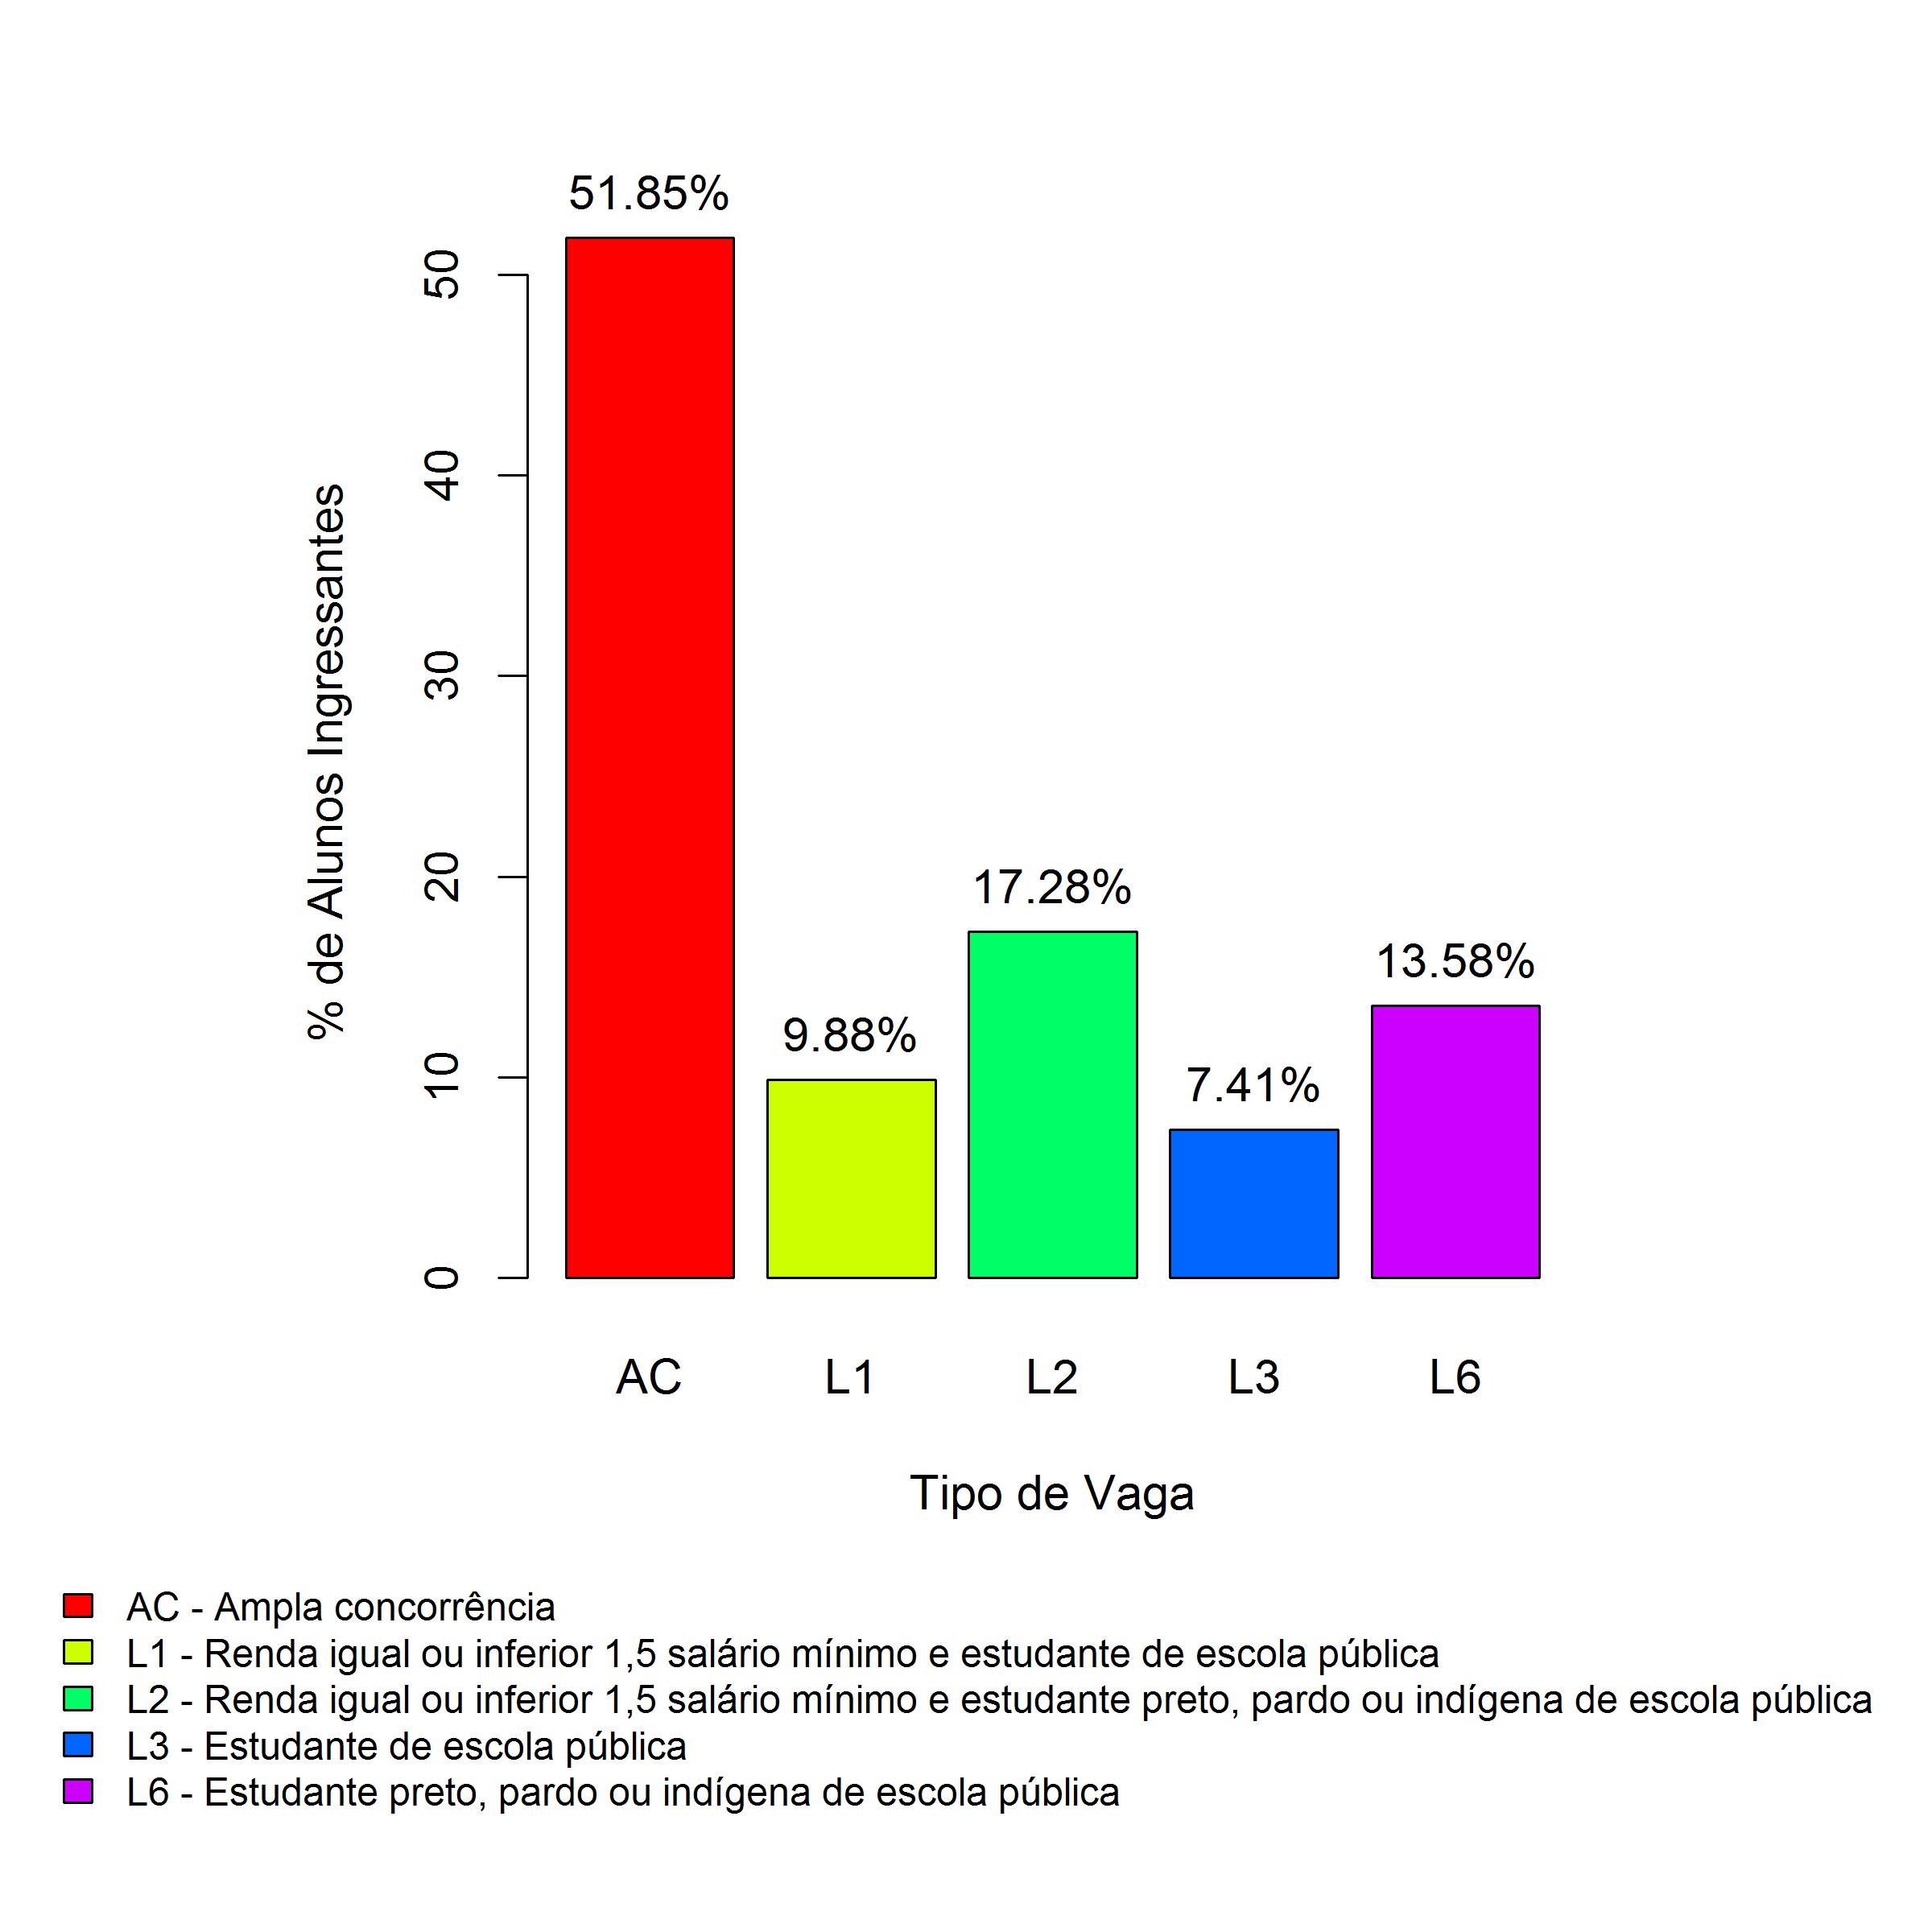 51.85%
50
40
30
20
10
0
% de Alunos Ingressantes
17.28%
13.58%
9.88%
7.41%
AC L1 L2 L3 L6
Tipo de Vaga
AC - Ampla concorrência
L1 - Renda igual ou inferior 1,5 salário mínimo e estudante de escola pública
L2 - Renda igual ou inferior 1,5 salário mínimo e estudante preto, pardo ou indígena de escola pública
L3 - Estudante de escola pública
L6 - Estudante preto, pardo ou indígena de escola pública